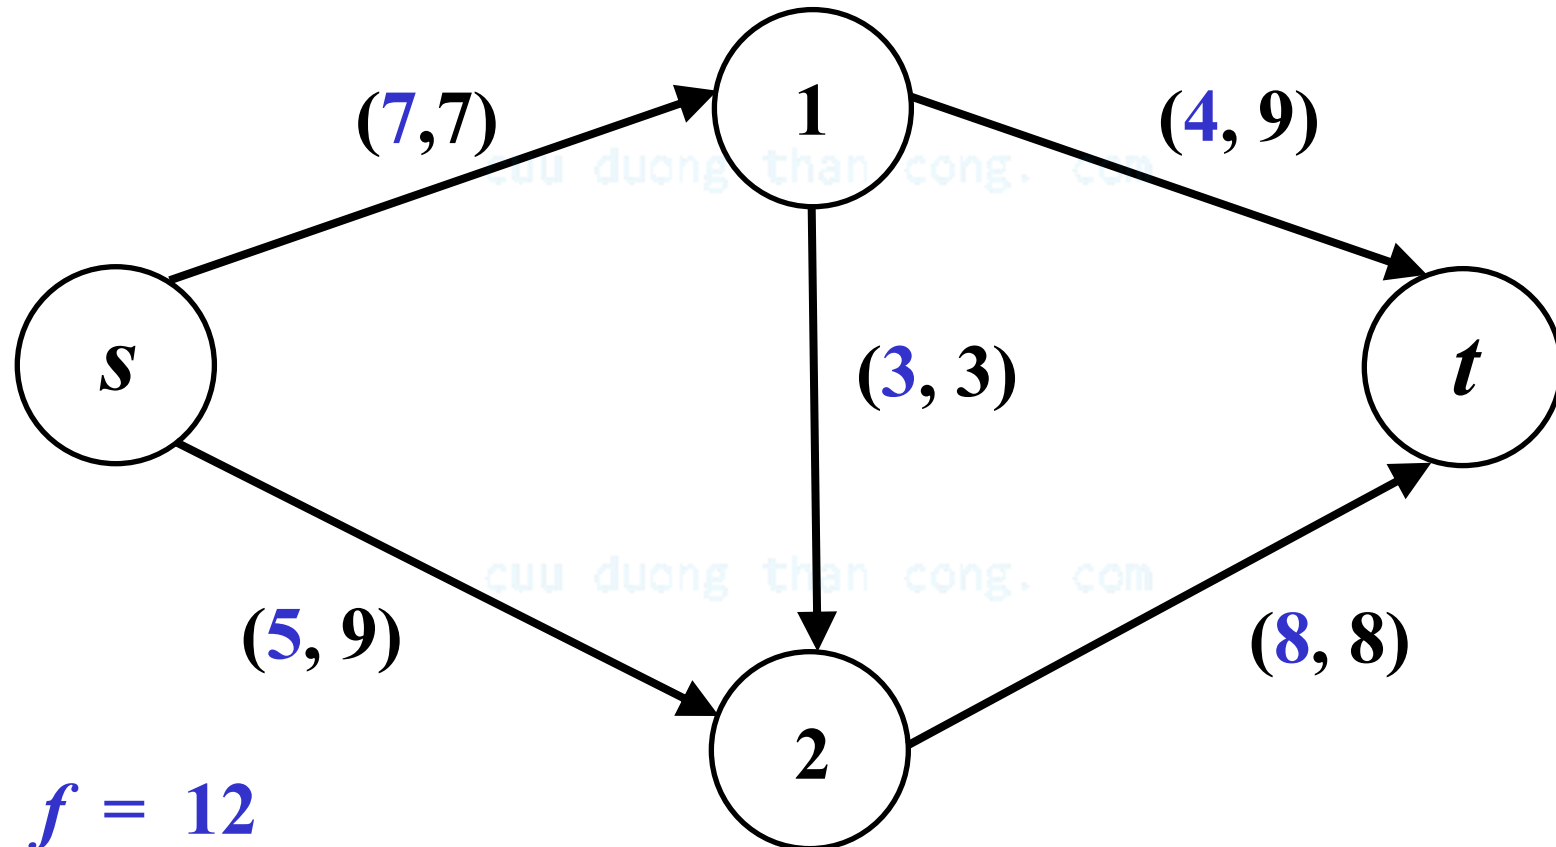 1
(7,7)
(4, 9)
cuu duong than cong. com
s
(3, 3)
t
cuu duong than cong. com
(5, 9)
(8, 8)
2
f = 12